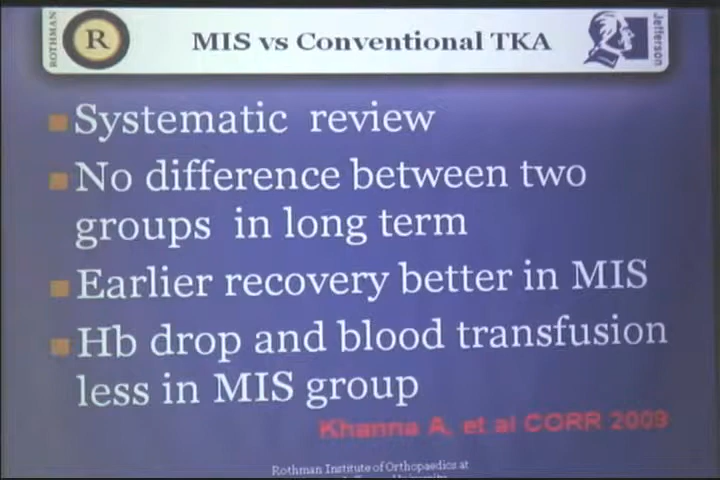 ROTHMAN
R
MIS vs Conventional TKA
Jefferson
Systematic review
No difference between two
groups in long term
Earlier recovery better in MIS
Hb drop and blood transfusion
less in MIS group
Khanna A, et al CORR 2009
Rothman Institute of Orthopaedics at